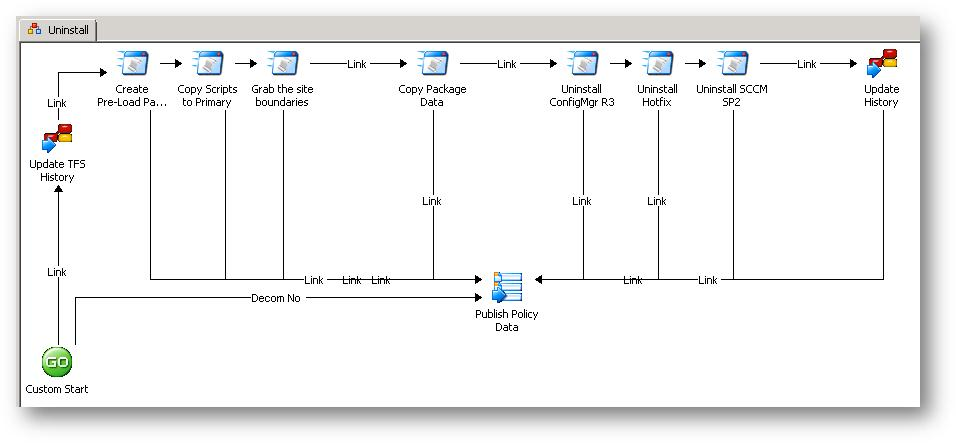 Uninstall
Create
Pre-Load Pa...
Copy Scripts
to Primary
Grab the site
boundaries
Link
Copy Package
Data
Link
Uninstall
ConfigMgr R3
Uninstall
Hotfix
Uninstall SCCM
SP2
Link
Update
History
Link
Update TFS
History
Link
Link
Link
Link
Link
Link
Link
Link
Link
Link
Decom No
Publish Policy
Data
GO
Custom Start